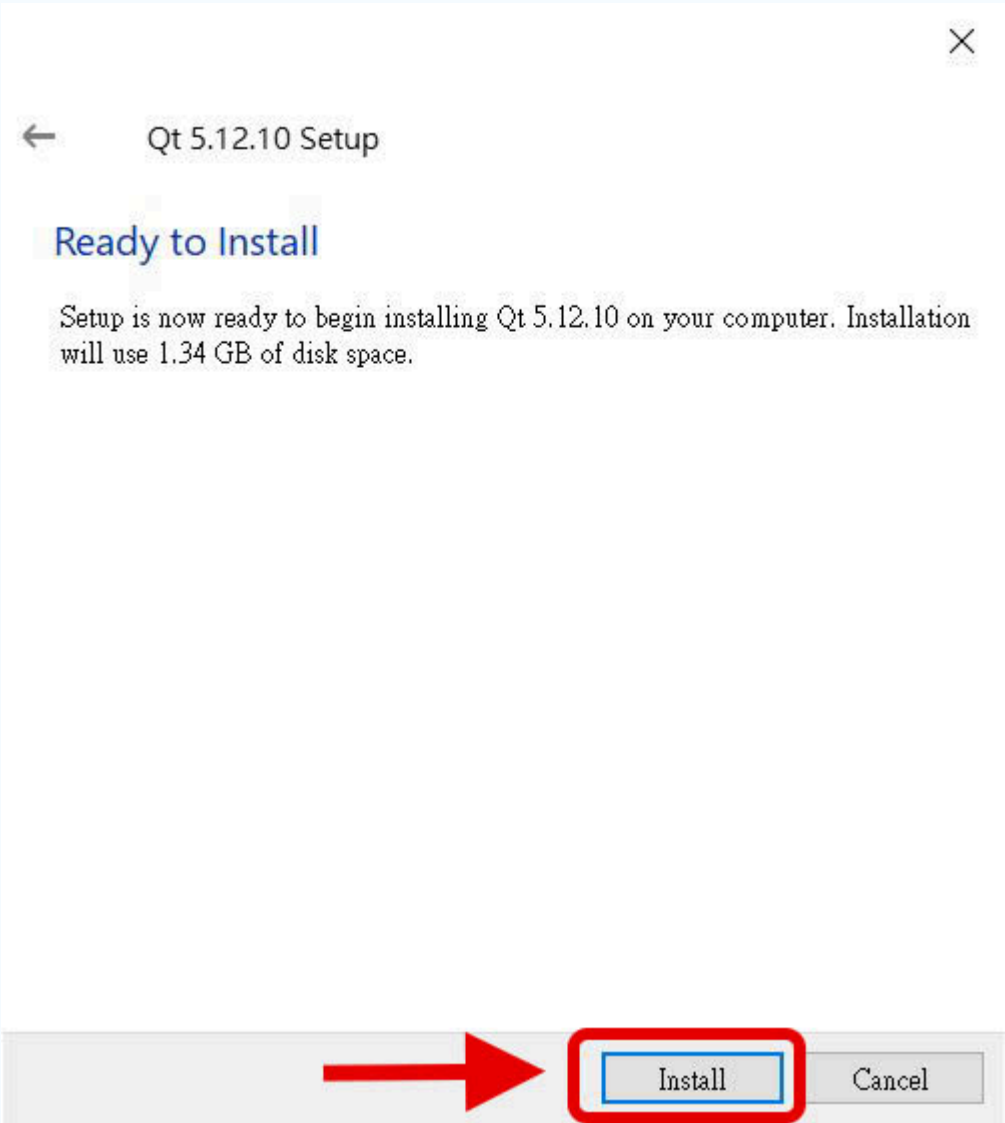 Qt 5.12.10 Setup
Ready to Install
Setup is now ready to begin installing Qt 5.12.10 on your computer. Installation
will use 1.34 GB of disk space.
Install
Cancel